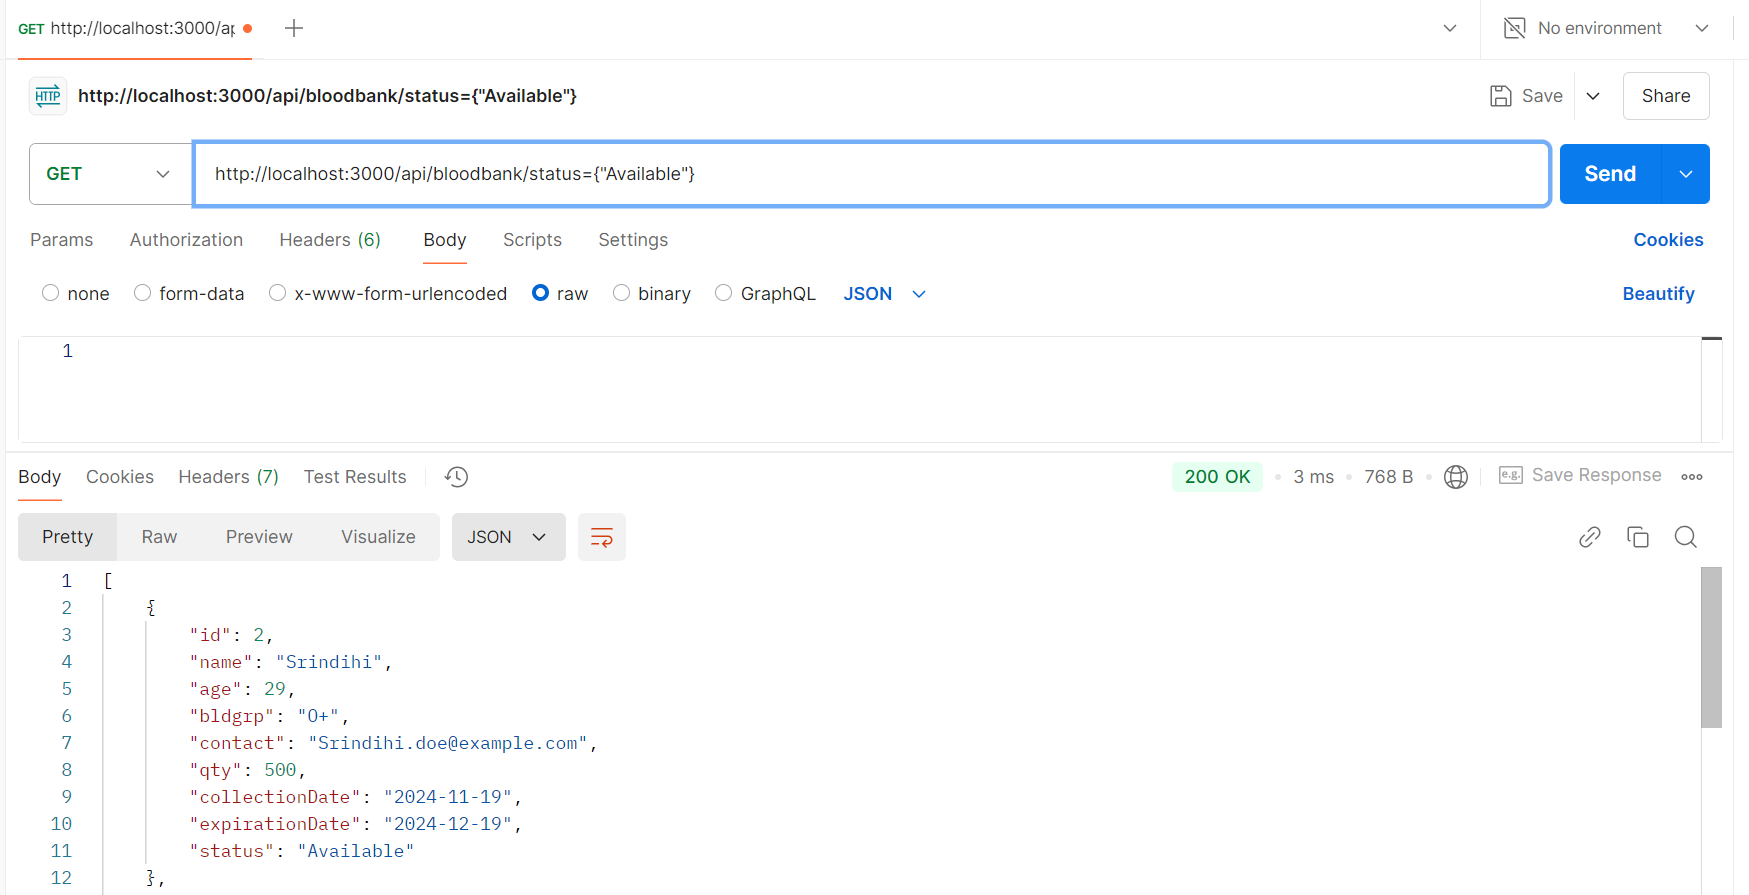 GET http://localhost:3000/ap
No environment
HTTP http://localhost:3000/api/bloodbank/status={"Available"}
Save
Share
GET
http://localhost:3000/api/bloodbank/status={"Available"}
Send
Params Authorization Headers (6) Body Scripts Settings Cookies
none form-data x-www-form-urlencoded raw binary GraphQL JSON Beautify
1
Body Cookies Headers (7) Test Results 200 OK 3 ms 768 B e.g. Save Response
Pretty Raw Preview Visualize JSON
1 [
2 {
3 "id": 2,
4 "name": "Srindihi",
5 "age": 29,
6 "bldgrp": "O+",
7 "contact": "Srindihi.doe@example.com",
8 "qty": 500,
9 "collectionDate": "2024-11-19",
10 "expirationDate": "2024-12-19",
11 "status": "Available"
12 },